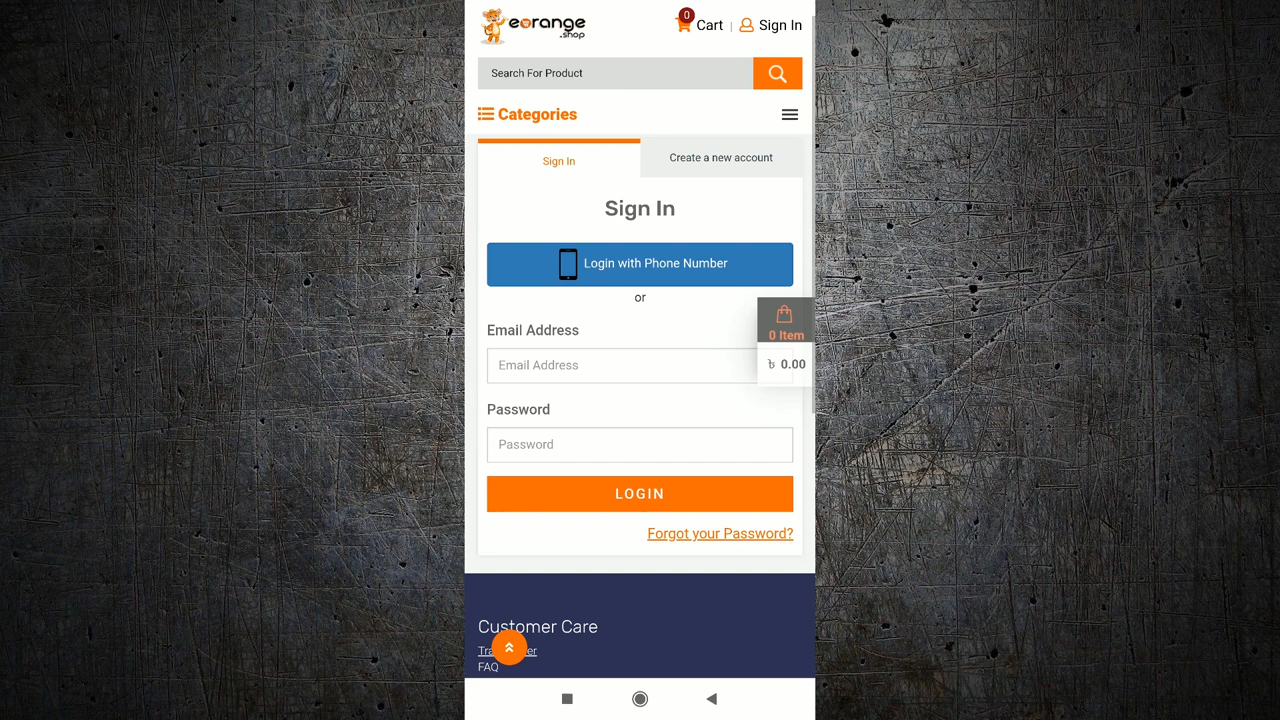 eorange
.shop
0
Cart
Sign In
Search For Product
Categories
Sign In
Create a new account
Sign In
Login with Phone Number
or
Email Address
Email Address
0 Item
৳ 0.00
Password
Password
LOGIN
Forgot your Password?
Customer Care
FAQ